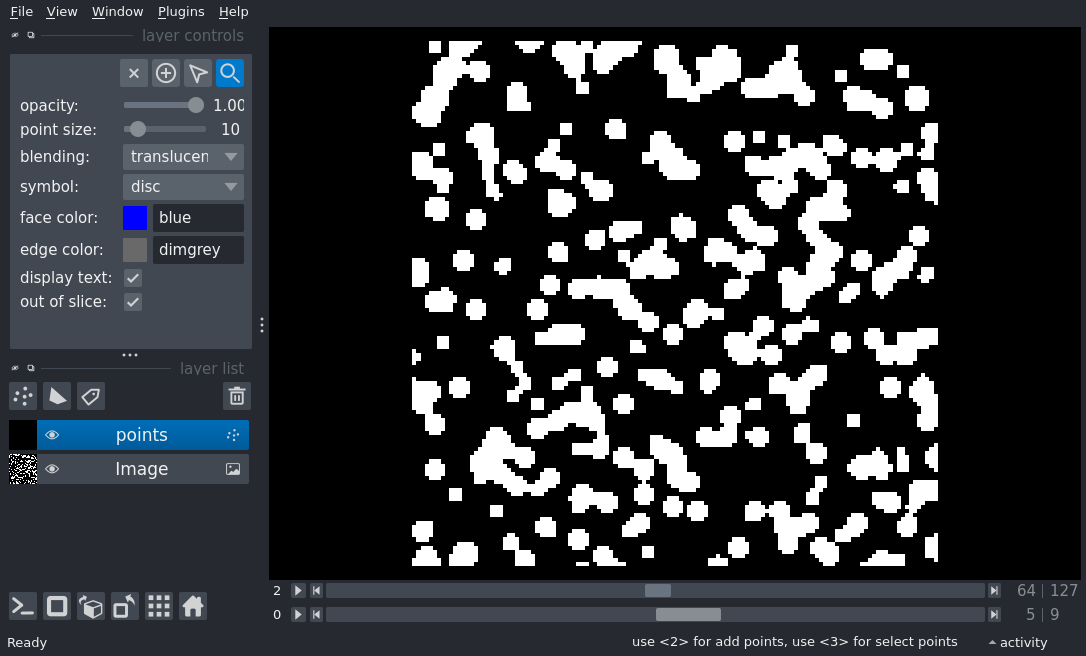 File View Window Plugins Help
layer controls
opacity: 1.00
point size: 10
blending: translucen
symbol: disc
face color: blue
edge color: dimgrey
display text:
out of slice:
layer list
points
Image
2 64 127
0 5 9
Ready use <2> for add points, use <3> for select points activity